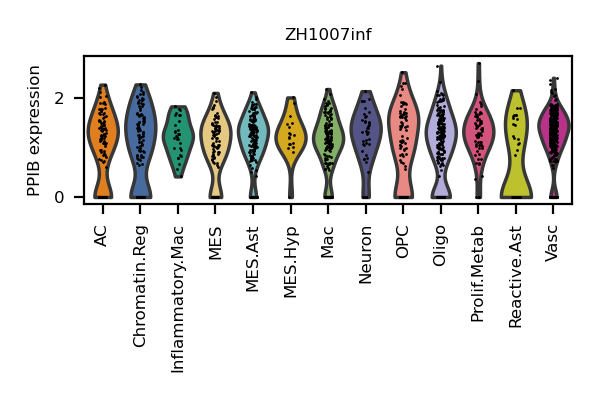 ZH1007inf
PPIB expression
2
0
AC
Chromatin.Reg
Inflammatory.Mac
MES
MES.Ast
MES.Hyp
Mac
Neuron
OPC
Oligo
Prolif.Metab
Reactive.Ast
Vasc